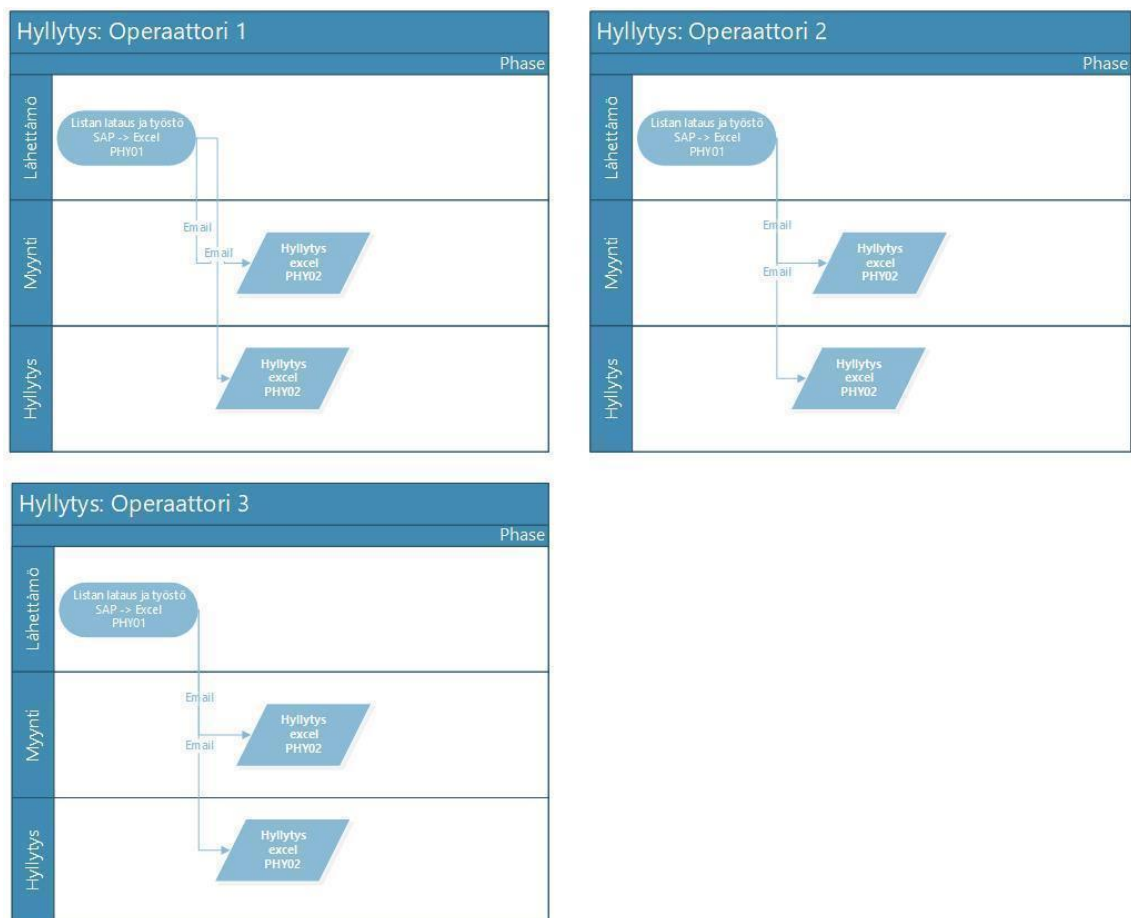 Hyllytys: Operaattori 1
Phase
Lähettämö
Listan lataus ja työstö
SAP -> Excel
PHY01
Email
Email
Myynti
Hyllytys
excel
PHY02
Hyllytys
Hyllytys
excel
PHY02
Hyllytys: Operaattori 2
Phase
Lähettämö
Listan lataus ja työstö
SAP -> Excel
PHY01
Email
Myynti
Hyllytys
excel
PHY02
Email
Hyllytys
Hyllytys
excel
PHY02
Hyllytys: Operaattori 3
Phase
Lähettämö
Listan lataus ja työstö
SAP -> Excel
PHY01
Email
Myynti
Hyllytys
excel
PHY02
Email
Hyllytys
Hyllytys
excel
PHY02